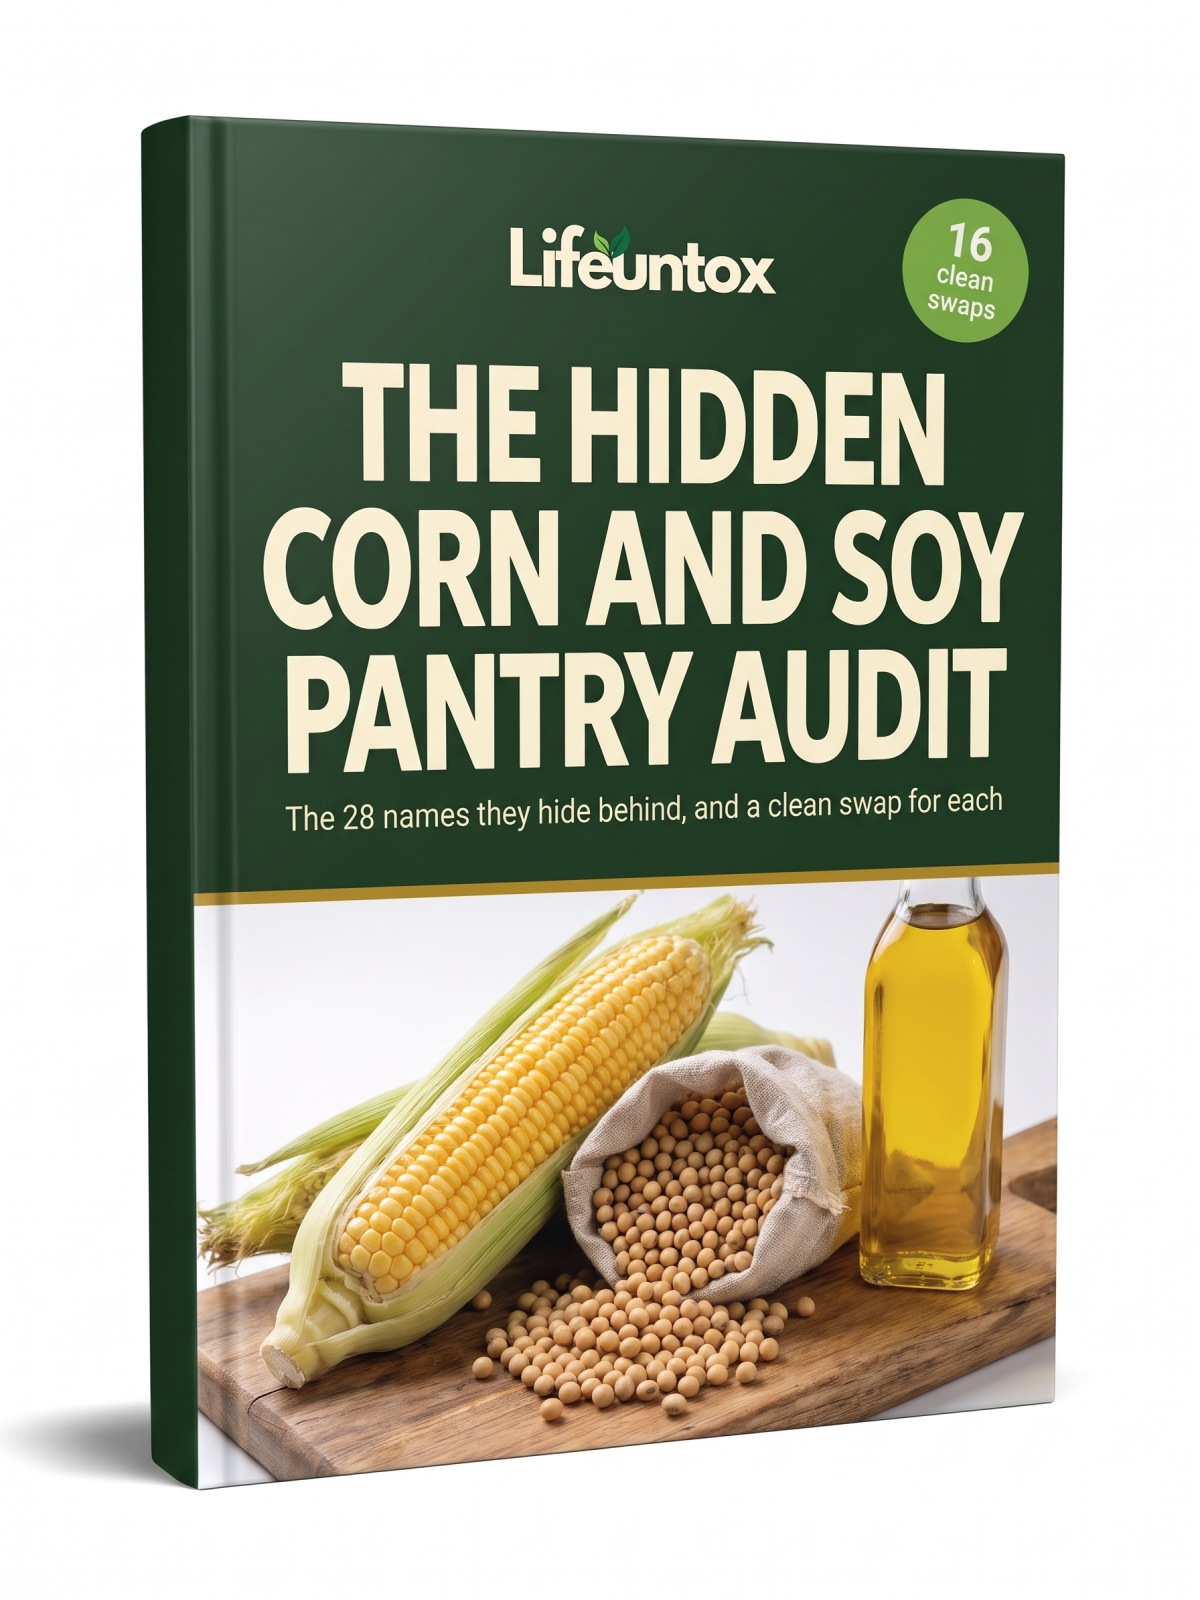 Lifeuntox
16
clean
swaps
THE HIDDEN
CORN AND SOY
PANTRY AUDIT
The 28 names they hide behind, and a clean swap for each